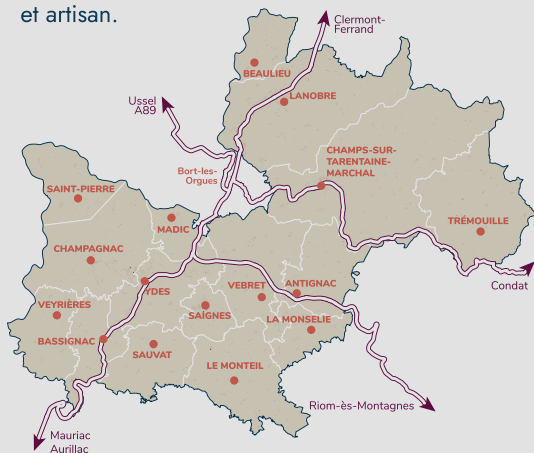 et artisan.
Clermont-
Ferrand
BEAULIEU
LANOBRE
Ussel
A89
CHAMPS-SUR-
TARENTAINE-
MARCHAL
Bort-les-
Orgues
SAINT-PIERRE
MADIC
TRÉMOUILLE
CHAMPAGNAC
Condat
YDES
VEBRET
ANTIGNAC
VEYRIÈRES
SAIGNES
LA MONSELIE
BASSIGNAC
SAUVAT
LE MONTEIL
Riom-ès-Montagnes
Mauriac
Aurillac